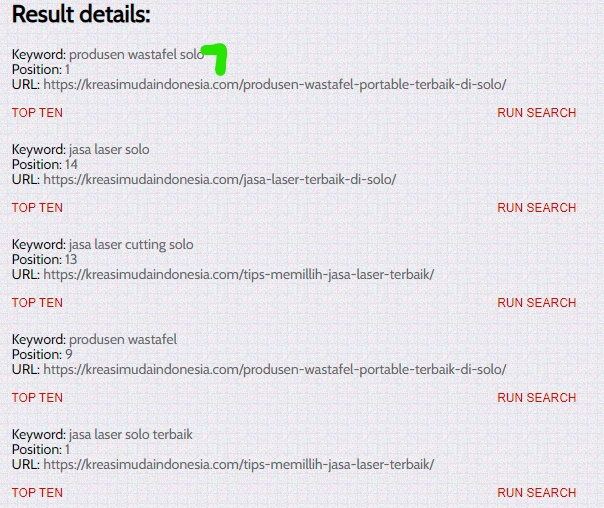 Result details:
Keyword: produsen wastafel solo
Position: 1
URL: https://kreasimudaindonesia.com/produsen-wastafel-portable-terbaik-di-solo/
TOP TEN RUN SEARCH
Keyword: jasa laser solo
Position: 14
URL: https://kreasimudaindonesia.com/jasa-laser-terbaik-di-solo/
TOP TEN RUN SEARCH
Keyword: jasa laser cutting solo
Position: 13
URL: https://kreasimudaindonesia.com/tips-memillih-jasa-laser-terbaik/
TOP TEN RUN SEARCH
Keyword: produsen wastafel
Position: 9
URL: https://kreasimudaindonesia.com/produsen-wastafel-portable-terbaik-di-solo/
TOP TEN RUN SEARCH
Keyword: jasa laser solo terbaik
Position: 1
URL: https://kreasimudaindonesia.com/tips-memillih-jasa-laser-terbaik/
TOP TEN RUN SEARCH